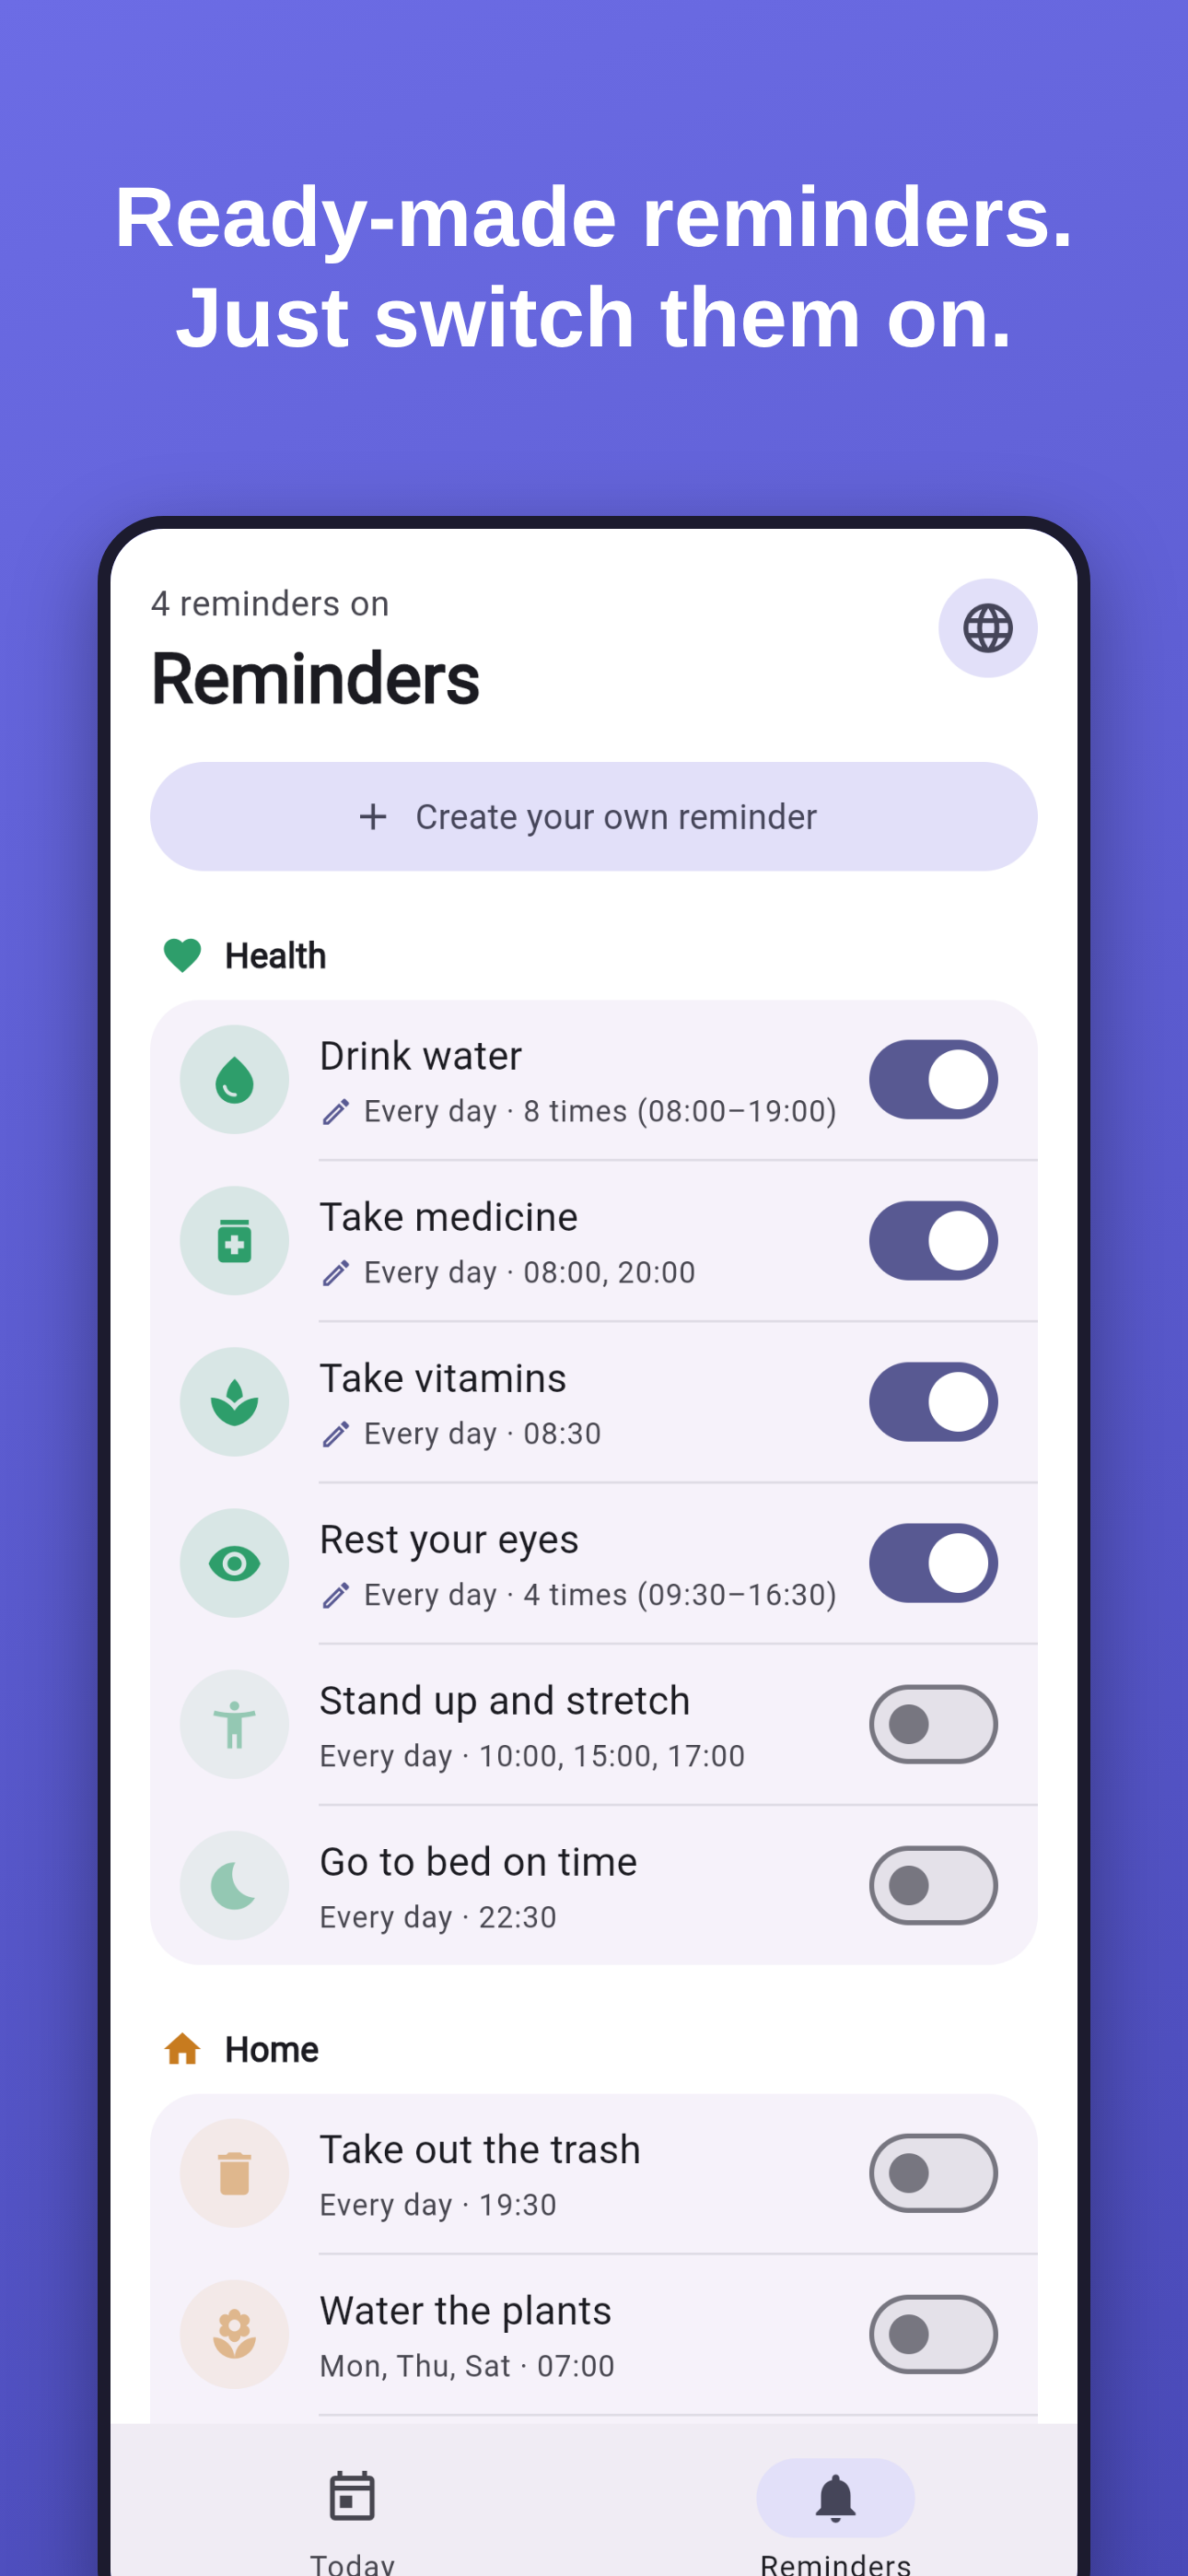 Ready-made reminders.
Just switch them on.
4 reminders on
Reminders
Create your own reminder
Health
Drink water
Every day · 8 times (08:00–19:00)
Take medicine
Every day · 08:00, 20:00
Take vitamins
Every day · 08:30
Rest your eyes
Every day · 4 times (09:30–16:30)
Stand up and stretch
Every day · 10:00, 15:00, 17:00
Go to bed on time
Every day · 22:30
Home
Take out the trash
Every day · 19:30
Water the plants
Mon, Thu, Sat · 07:00
Today
Reminders